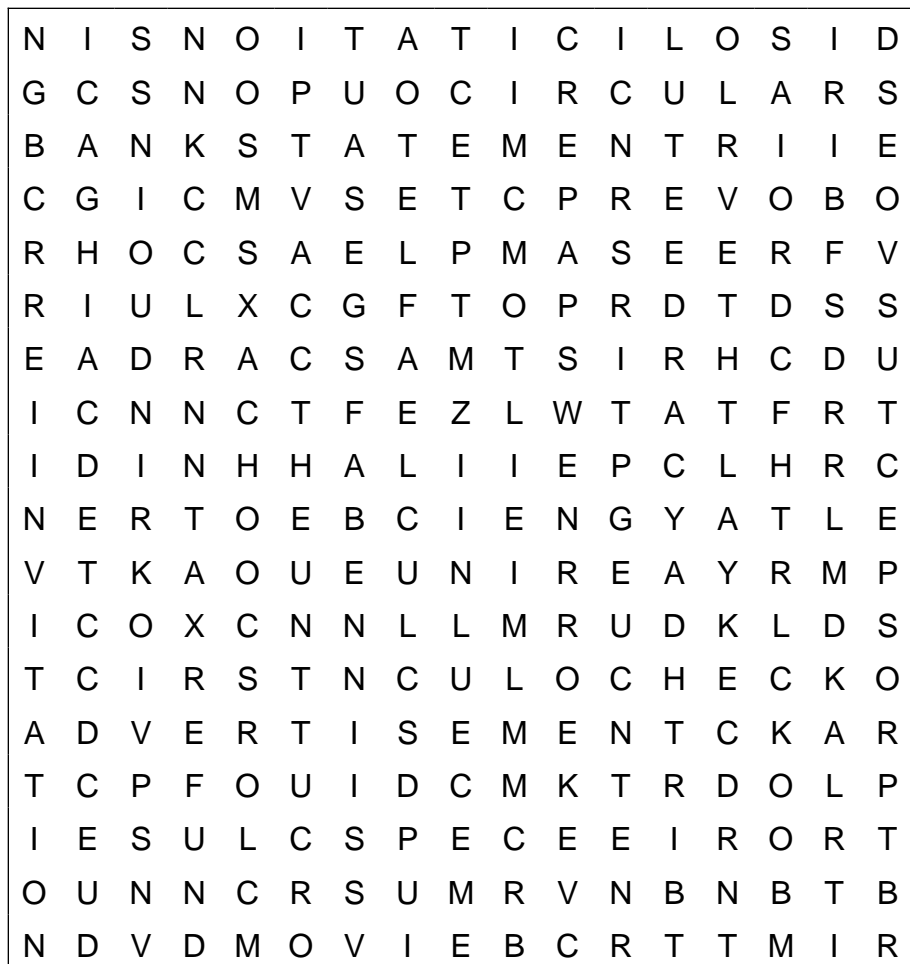 N I S N O I T A T I C I L O S I D
G C S N O P U O C I R C U L A R S
B A N K S T A T E M E N T R I I E
C G I C M V S E T C P R E V O B O
R H O C S A E L P M A S E E R F V
R I U L X C G F T O P R D T D S S
E A D R A C S A M T S I R H C D U
I C N N C T F E Z L W T A T F R T
I D I N H H A L I I E P C L H R C
N E R T O E B C I E N G Y A T L E
V T K A O U E U N I R E A Y R M P
I C O X C N N L L M R U D K L D S
T C I R S T N C U L O C H E C K O
A D V E R T I S E M E N T C K A R
T C P F O U I D C M K T R D O L P
I E S U L C S P E C E E I R O R T
O U N N C R S U M R V N B N B T B
N D V D M O V I E B C R T T M I R